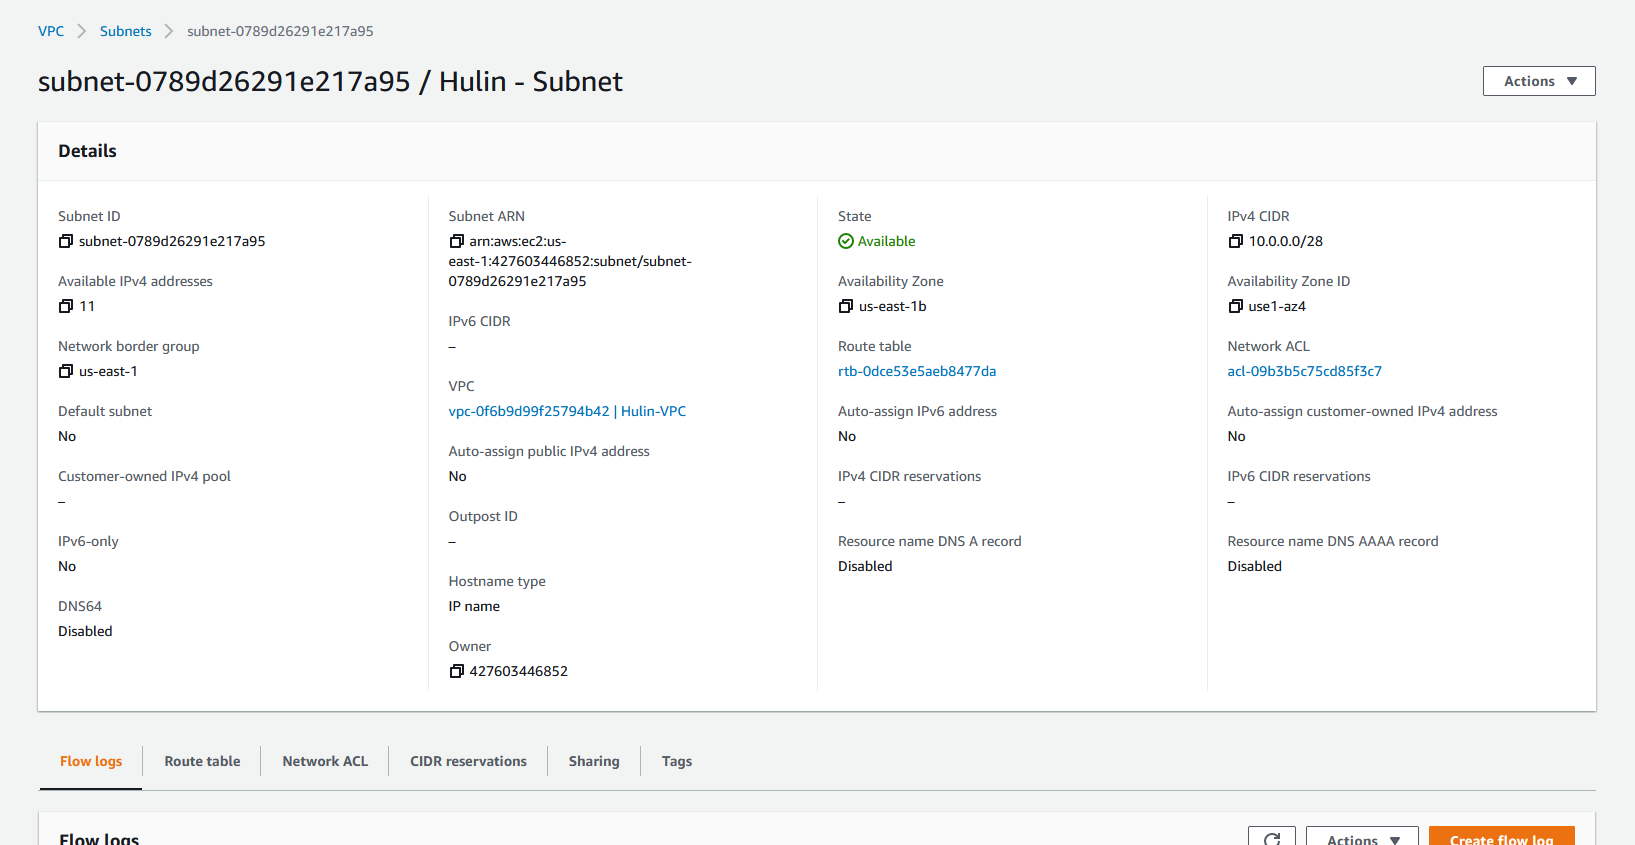 VPC > Subnets > subnet-0789d26291e217a95
subnet-0789d26291e217a95 / Hulin - Subnet
Actions
Details
Subnet ID
subnet-0789d26291e217a95
Available IPv4 addresses
11
Network border group
us-east-1
Default subnet
No
Customer-owned IPv4 pool
–
IPv6-only
No
DNS64
Disabled
Subnet ARN
arn:aws:ec2:us-
east-1:427603446852:subnet/subnet-
0789d26291e217a95
IPv6 CIDR
–
VPC
vpc-0f6b9d99f25794b42 | Hulin-VPC
Auto-assign public IPv4 address
No
Outpost ID
–
Hostname type
IP name
Owner
427603446852
State
Available
Availability Zone
us-east-1b
Route table
rtb-0dce53e5aeb8477da
Auto-assign IPv6 address
No
IPv4 CIDR reservations
–
Resource name DNS A record
Disabled
IPv4 CIDR
10.0.0.0/28
Availability Zone ID
use1-az4
Network ACL
acl-09b3b5c75cd85f3c7
Auto-assign customer-owned IPv4 address
No
IPv6 CIDR reservations
–
Resource name DNS AAAA record
Disabled
Flow logs Route table Network ACL CIDR reservations Sharing Tags
Flow logs
Actions
Create flow log